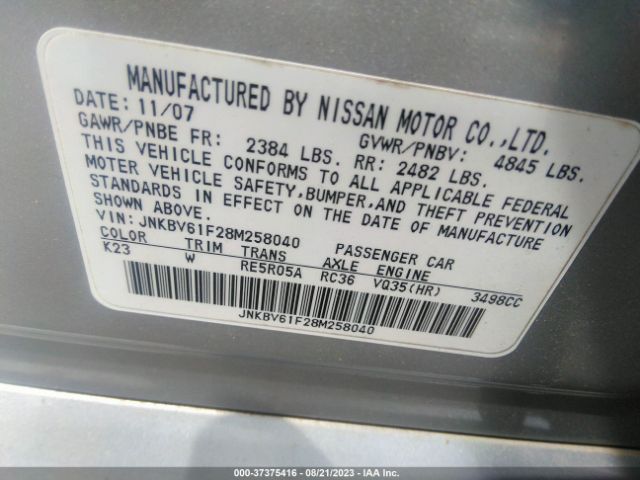 MANUFACTURED BY NISSAN MOTOR CO.,LTD.
DATE: 11/07 GVWR/PNBV: 4845 LBS.
GAWR/PNBE FR: 2384 LBS. RR: 2482 LBS.
THIS VEHICLE CONFORMS TO ALL APPLICABLE FEDERAL
MOTOR VEHICLE SAFETY,BUMPER,AND THEFT PREVENTION
STANDARDS IN EFFECT ON THE DATE OF MANUFACTURE
SHOWN ABOVE.
VIN: JNKBV61F28M258040 PASSENGER CAR
COLOR TRIM TRANS AXLE ENGINE
K23 W RE5R05A RC36 VQ35(HR) 3498CC
JNKBV61F28M258040
000-37375416 - 08/21/2023 - IAA Inc.